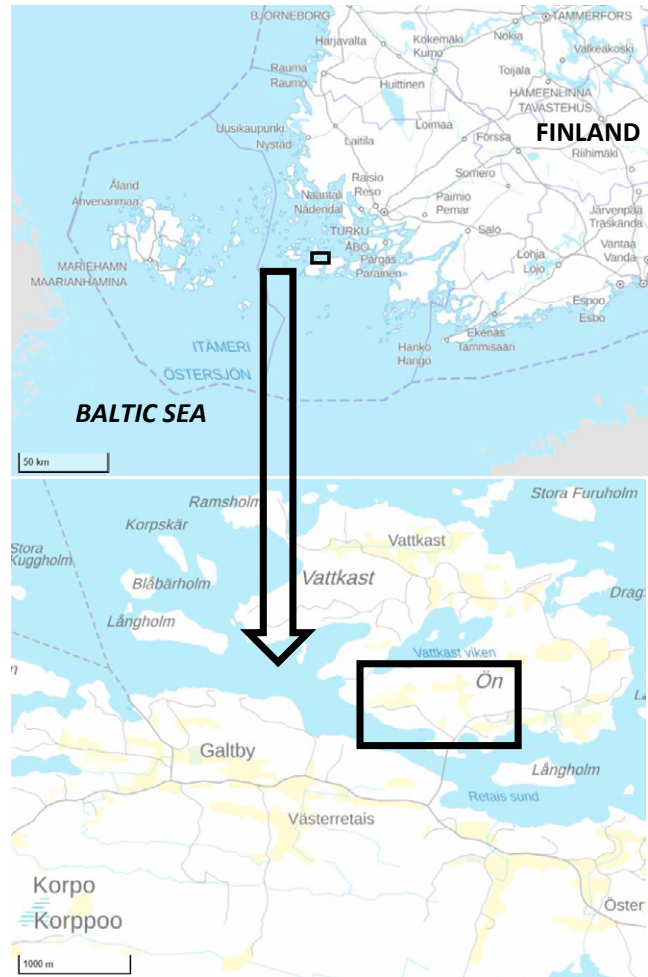 BJÖRNEBORG
TAMMERFORS
Nokia
Harjavalta
Kokemäki
Kumo
Valkeakoski
Toijala
Rauma
Raumo
Huittinen
HÄMEENLINNA
TAVASTEHUS
Loimaa
Uusikaupunki
Nystad
Laitila
Forssa
FINLAND
Riihimäki
Raisio
Reso
Somero
Åland
Ahvenanmaa
Naantali
Nådendal
Paimio
Pemar
Järvenpää
Träskända
TURKU
ÅBO
Salo
Pargas
Parainen
Lohja
Lojo
Vantaa
Vanda
MARIEHAMN
MAARIANHAMINA
Espoo
Esbo
Ekenäs
Tammisaari
Hanko
Hangö
ITÄMERI
ÖSTERSJÖN
BALTIC SEA
50 km
Ramsholm
Stora Furuholm
Korpskär
Vattkast
Stora
Kuggholm
Vattkast
Blåbärholm
Drags
Långholm
Vattkast viken
Ön
Galtby
Långholm
Retais sund
Västerretais
Korpo
Korppoo
Öster
1000 m